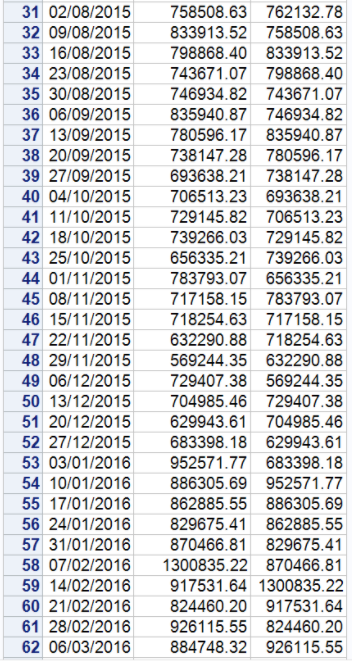 31 02/08/2015 758508.63 762132.78
32 09/08/2015 833913.52 758508.63
33 16/08/2015 798868.40 833913.52
34 23/08/2015 743671.07 798868.40
35 30/08/2015 746934.82 743671.07
36 06/09/2015 835940.87 746934.82
37 13/09/2015 780596.17 835940.87
38 20/09/2015 738147.28 780596.17
39 27/09/2015 693638.21 738147.28
40 04/10/2015 706513.23 693638.21
41 11/10/2015 729145.82 706513.23
42 18/10/2015 739266.03 729145.82
43 25/10/2015 656335.21 739266.03
44 01/11/2015 783793.07 656335.21
45 08/11/2015 717158.15 783793.07
46 15/11/2015 718254.63 717158.15
47 22/11/2015 632290.88 718254.63
48 29/11/2015 569244.35 632290.88
49 06/12/2015 729407.38 569244.35
50 13/12/2015 704985.46 729407.38
51 20/12/2015 629943.61 704985.46
52 27/12/2015 683398.18 629943.61
53 03/01/2016 952571.77 683398.18
54 10/01/2016 886305.69 952571.77
55 17/01/2016 862885.55 886305.69
56 24/01/2016 829675.41 862885.55
57 31/01/2016 870466.81 829675.41
58 07/02/2016 1300835.22 870466.81
59 14/02/2016 917531.64 1300835.22
60 21/02/2016 824460.20 917531.64
61 28/02/2016 926115.55 824460.20
62 06/03/2016 884748.32 926115.55